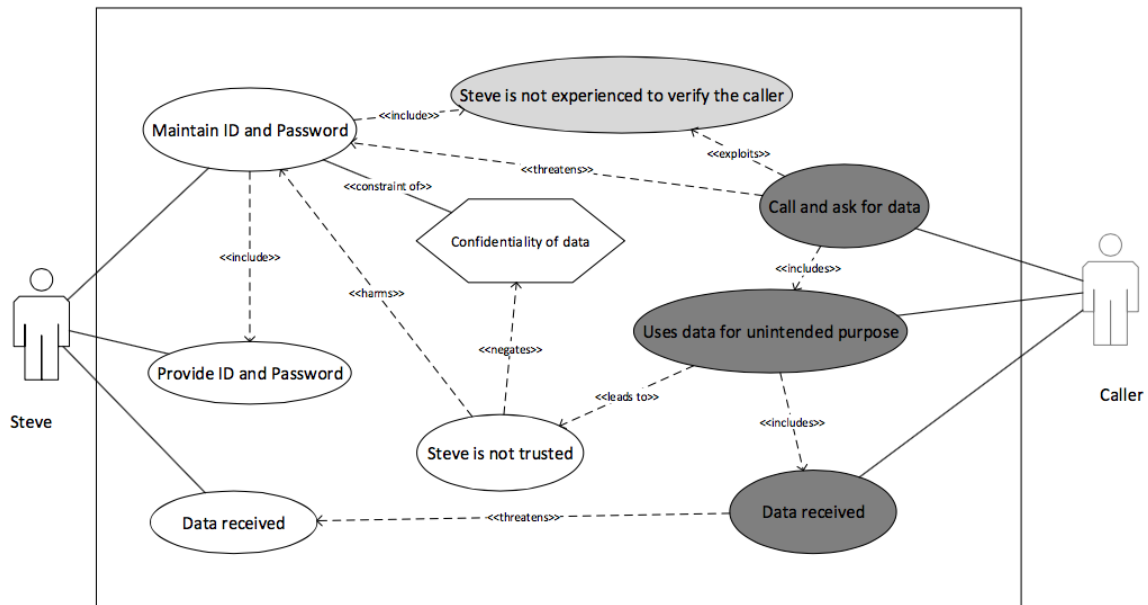 Steve is not experienced to verify the caller
Maintain ID and Password
<<include>>
<<exploits>>
<<threatens>>
<<constraint of>>
Call and ask for data
Confidentiality of data
<<include>>
<<includes>>
<<harms>>
Uses data for unintended purpose
<<negates>>
Provide ID and Password
<<leads to>>
Steve
Caller
<<includes>>
Steve is not trusted
Data received
<<threatens>>
Data received